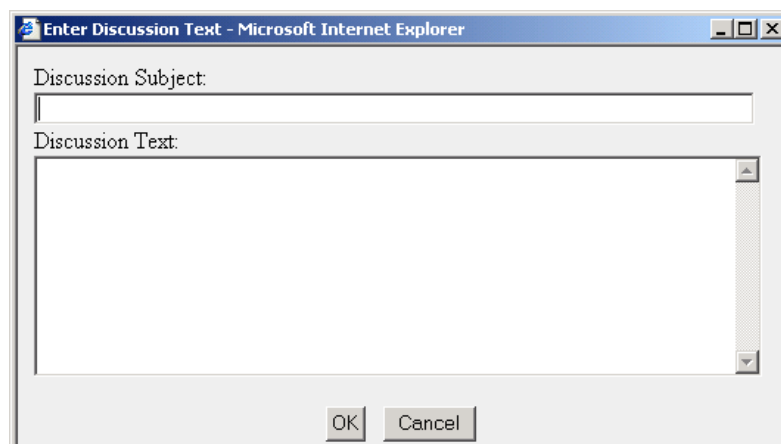 Enter Discussion Text - Microsoft Internet Explorer
Discussion Subject:
Discussion Text:
OK Cancel